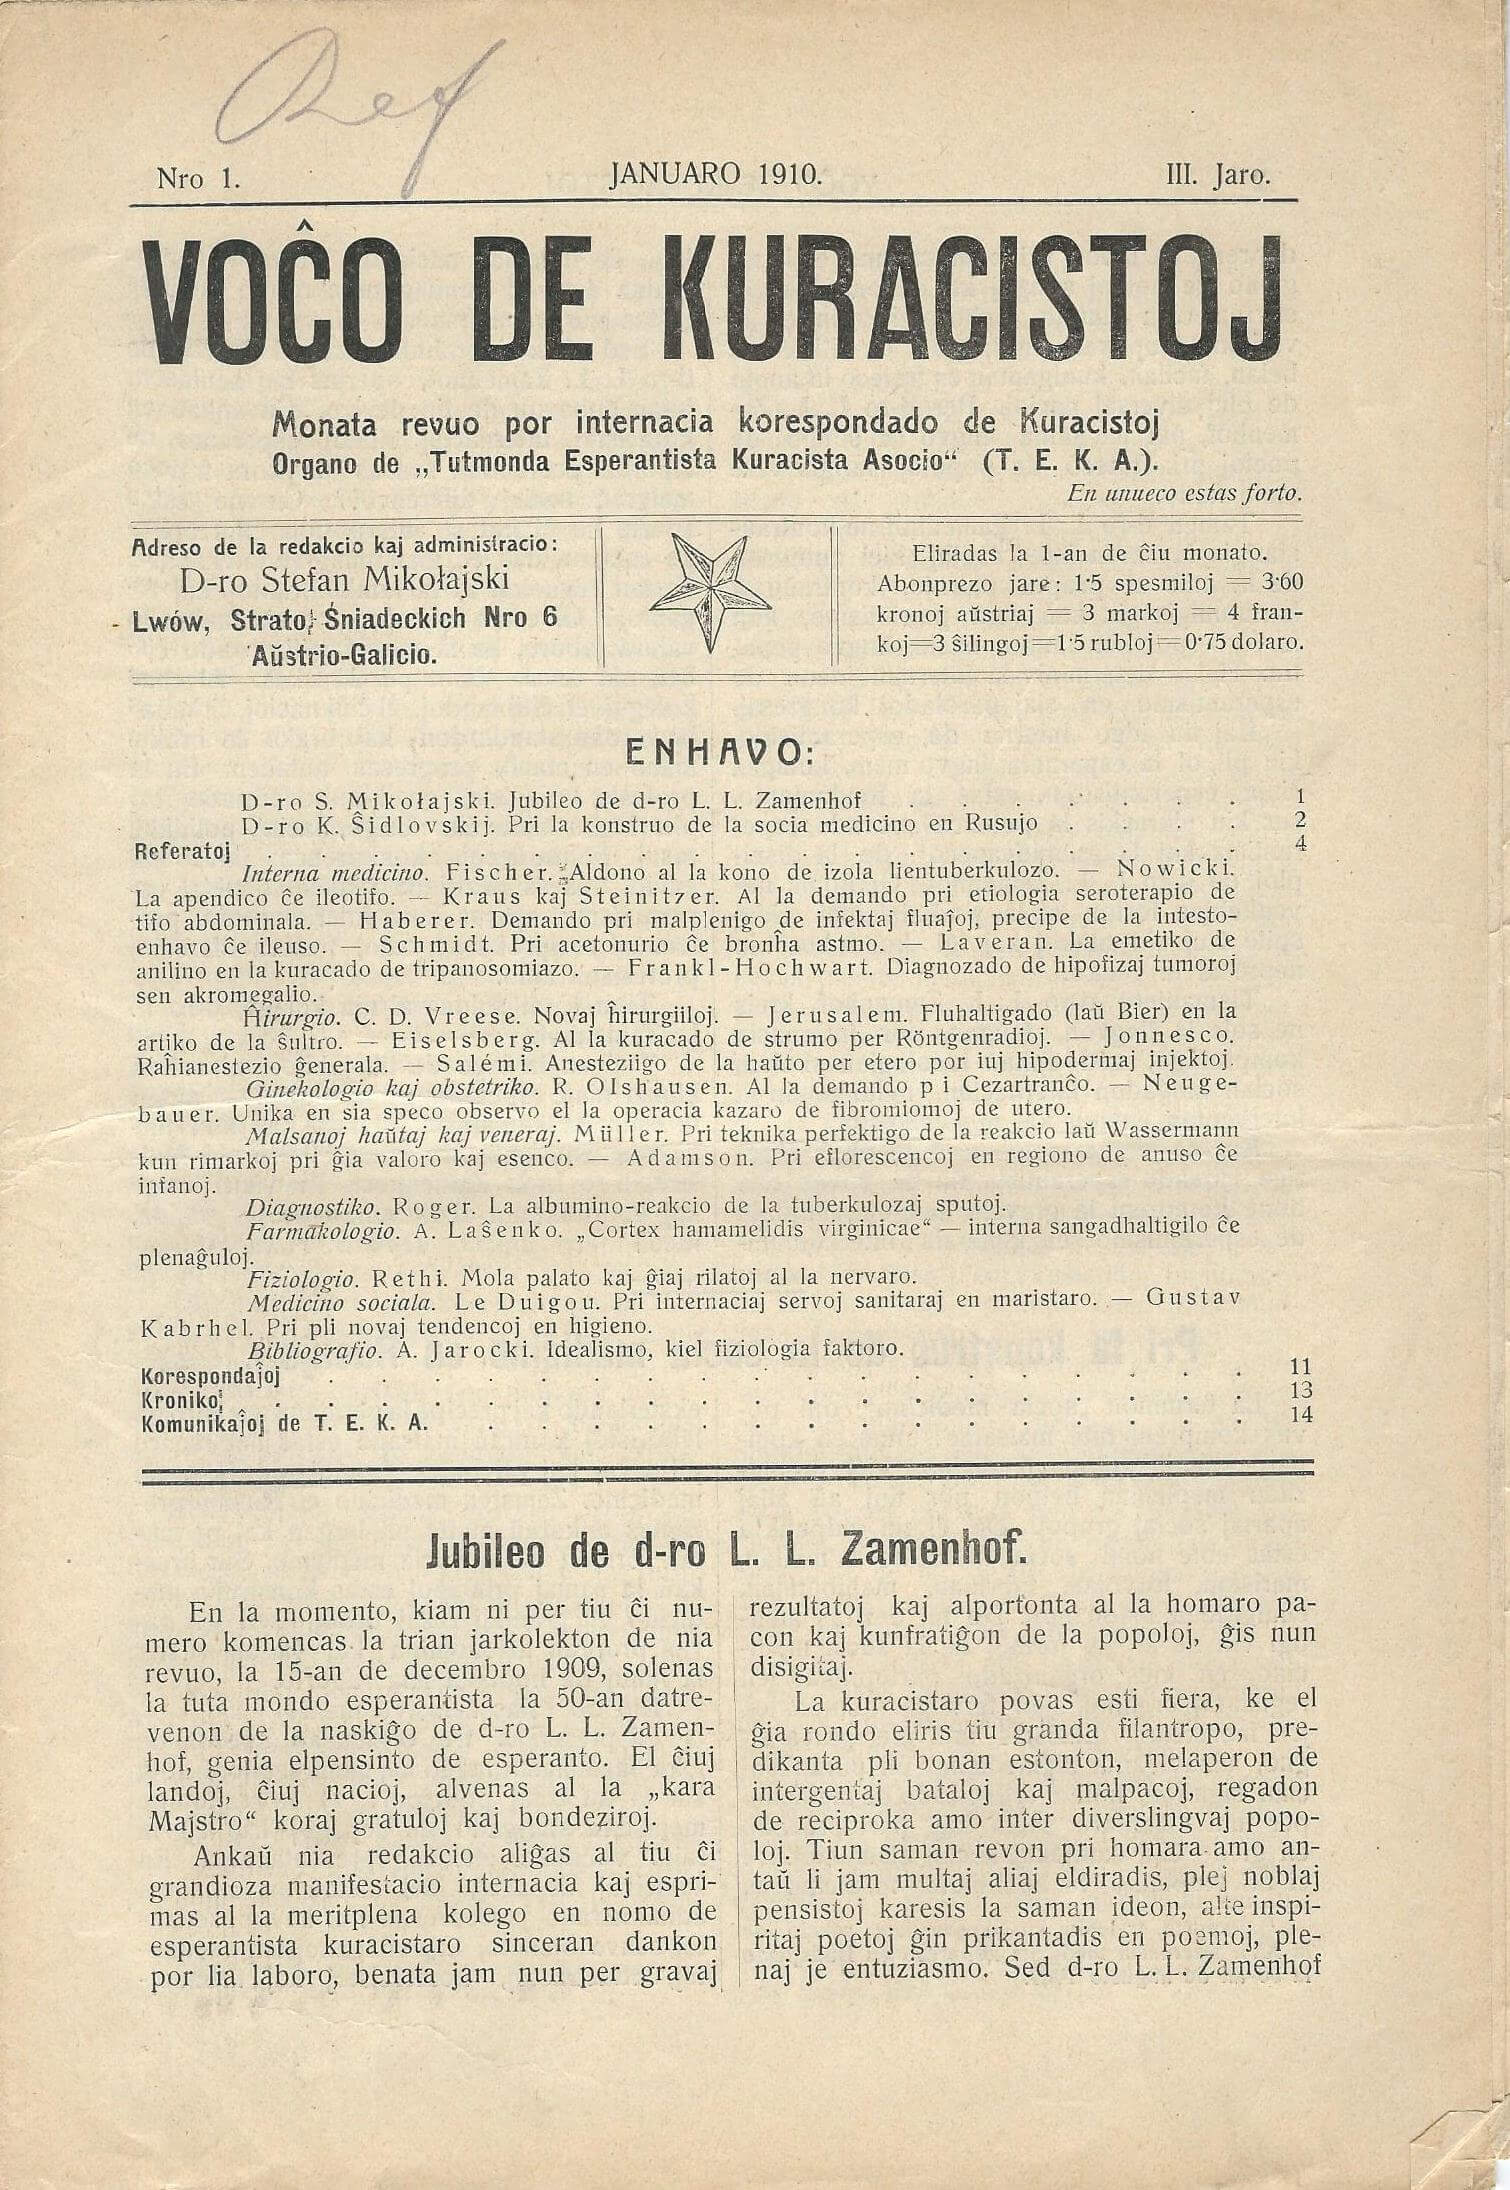 Nro 1.
JANUARO 1910.
III. Jaro.
VOĈO DE KURACISTOJ
Monata revuo por internacia korespondado de Kuracistoj
Organo de „Tutmonda Esperantista Kuracista Asocio“ (T. E. K. A.).
En unueco estas forto.
Adreso de la redakcio kaj administracio:
D-ro Stefan Mikołajski
Lwów, Strato Śniadeckich Nro 6
Aŭstrio-Galicio.
Eliradas la 1-an de ĉiu monato.
Abonprezo jare: 1·5 spesmiloj = 3·60
kronoj aŭstriaj = 3 markoj = 4 fran-
koj=3 ŝilingoj=1·5 rubloj=0·75 dolaro.
ENHAVO:
D-ro S. Mikołajski. Jubileo de d-ro L. L. Zamenhof . . . . . . . 1
D-ro K. Ŝidlovskij. Pri la konstruo de la socia medicino en Rusujo . . . . 2
Referatoj . . . . . . . . . . . . . . . . . . . 4
Interna medicino. Fischer. Aldono al la kono de izola lientuberkulozo. — Nowicki.
La apendico ĉe ileotifo. — Kraus kaj Steinitzer. Al la demando pri etiologia seroterapio de
tifo abdominala. — Haberer. Demando pri malplenigo de infektaj fluaĵoj, precipe de la intesto-
enhavo ĉe ileuso. — Schmidt. Pri acetonurio ĉe bronĥa astmo. — Laveran. La emetiko de
anilino en la kuracado de tripanosomiazo. — Frankl-Hochwart. Diagnozado de hipofizaj tumoroj
sen akromegalio.
Ĥirurgio. C. D. Vreese. Novaj ĥirurgiiloj. — Jerusalem. Fluhaltigado (laŭ Bier) en la
artiko de la ŝultro. — Eiselsberg. Al la kuracado de strumo per Röntgenradioj. — Jonnesco.
Raĥianestezio ĝenerala. — Salémi. Anesteziigo de la haŭto per etero por iuj hipodermaj injektoj.
Ginekologio kaj obstetriko. R. Olshausen. Al la demando p i Cezartranĉo. — Neuge-
bauer. Unika en sia speco observo el la operacia kazaro de fibromiomoj de utero.
Malsanoj haŭtaj kaj veneraj. Müller. Pri teknika perfektigo de la reakcio laŭ Wassermann
kun rimarkoj pri ĝia valoro kaj esenco. — Adamson. Pri eflorescencoj en regiono de anuso ĉe
infanoj.
Diagnostiko. Roger. La albumino-reakcio de la tuberkulozaj sputoj.
Farmakologio. A. Laŝenko. „Cortex hamamelidis virginicae“ — interna sangadhaltigilo ĉe
plenaĝuloj.
Fiziologio. Rethi. Mola palato kaj ĝiaj rilatoj al la nervaro.
Medicino sociala. Le Duigou. Pri internaciaj servoj sanitaraj en maristaro. — Gustav
Kabrhel. Pri pli novaj tendencoj en higieno.
Bibliografio. A. Jarocki. Idealismo, kiel fiziologia faktoro.
Korespondaĵoj . . . . . . . . . . . . . . . . . . 11
Kroniko . . . . . . . . . . . . . . . . . . . 13
Komunikaĵoj de T. E. K. A. . . . . . . . . . . . . . . . 14
Jubileo de d-ro L. L. Zamenhof.
En la momento, kiam ni per tiu ĉi nu-
mero komencas la trian jarkolekton de nia
revuo, la 15-an de decembro 1909, solenas
la tuta mondo esperantista la 50-an datre-
venon de la naskiĝo de d-ro L. L. Zamen-
hof, genia elpensinto de esperanto. El ĉiuj
landoj, ĉiuj nacioj, alvenas al la „kara
Majstro“ koraj gratuloj kaj bondeziroj.
Ankaŭ nia redakcio aliĝas al tiu ĉi
grandioza manifestacio internacia kaj espri-
mas al la meritplena kolego en nomo de
esperantista kuracistaro sinceran dankon
por lia laboro, benata jam nun per gravaj
rezultatoj kaj alportonta al la homaro pa-
con kaj kunfratiĝon de la popoloj, ĝis nun
disigitaj.
La kuracistaro povas esti fiera, ke el
ĝia rondo eliris tiu granda filantropo, pre-
dikanta pli bonan estonton, melaperon de
intergentaj bataloj kaj malpacoj, regadon
de reciproka amo inter diverslingvaj popo-
loj. Tiun saman revon pri homara amo an-
taŭ li jam multaj aliaj eldiradis, plej noblaj
pensistoj karesis la saman ideon, alte inspi-
ritaj poetoj ĝin prikantadis en poemoj, ple-
naj je entuziasmo. Sed d-ro L. L. Zamenhof